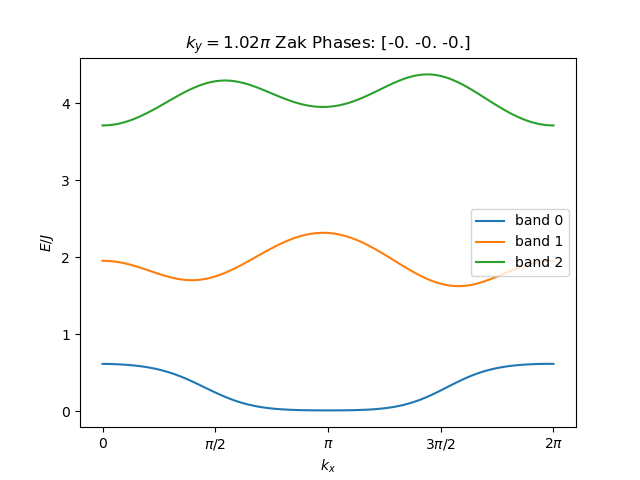 $k_y = 1.02\pi$ Zak Phases: [-0. -0. -0.]
E/J
4
3
2
1
0
band 0
band 1
band 2
0
π/2
π
3π/2
2π
$k_x$